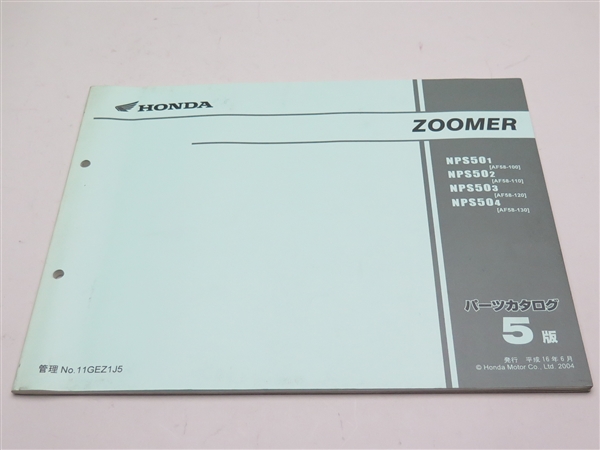 HONDA
ZOOMER
NPS501
[AF58-100]
NPS502
[AF58-110]
NPS503
[AF58-120]
NPS504
[AF58-130]
パーツカタログ
5版
発行 平成16年6月
© Honda Motor Co., Ltd. 2004
管理 No.11GEZ1J5